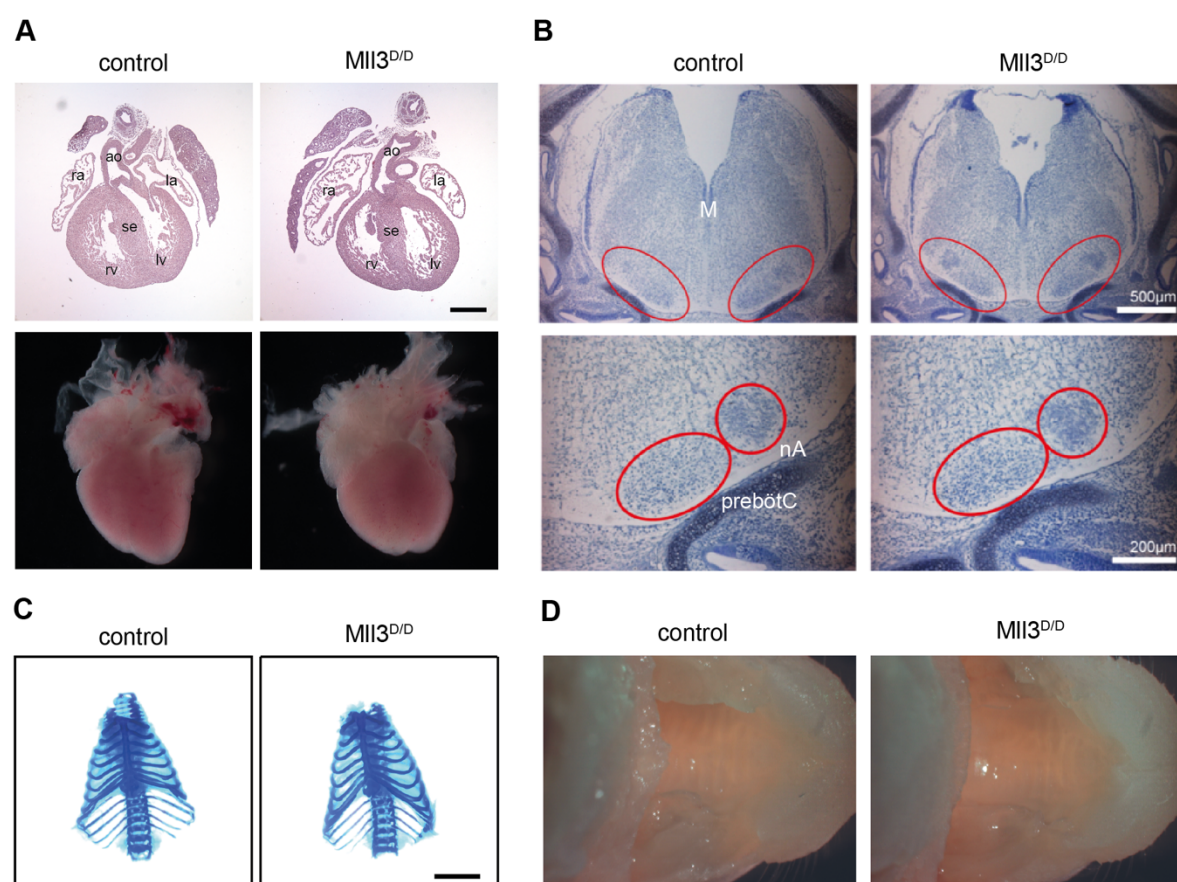 A
control
Mll3D/D
ao
ra
la
se
rv
lv
ao
ra
la
se
rv
lv
B
control
Mll3D/D
M
500µm
nA
prebötC
200µm
C
control
Mll3D/D
D
control
Mll3D/D